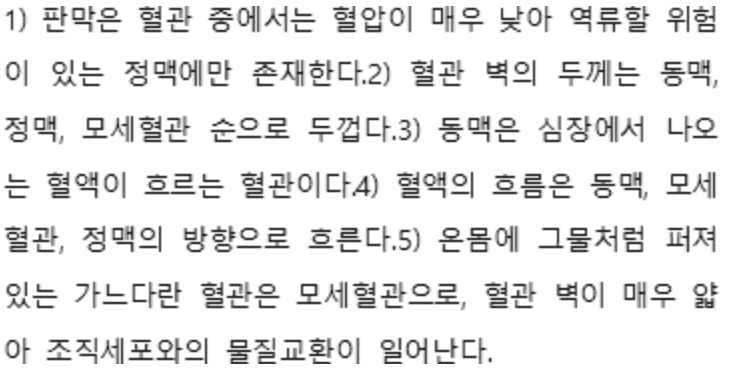 1) 판막은 혈관 중에서는 혈압이 매우 낮아 역류할 위험
이 있는 정맥에만 존재한다.2) 혈관 벽의 두께는 동맥,
정맥, 모세혈관 순으로 두껍다.3) 동맥은 심장에서 나오
는 혈액이 흐르는 혈관이다.4) 혈액의 흐름은 동맥, 모세
혈관, 정맥의 방향으로 흐른다.5) 온몸에 그물처럼 퍼져
있는 가느다란 혈관은 모세혈관으로, 혈관 벽이 매우 얇
아 조직세포와의 물질교환이 일어난다.